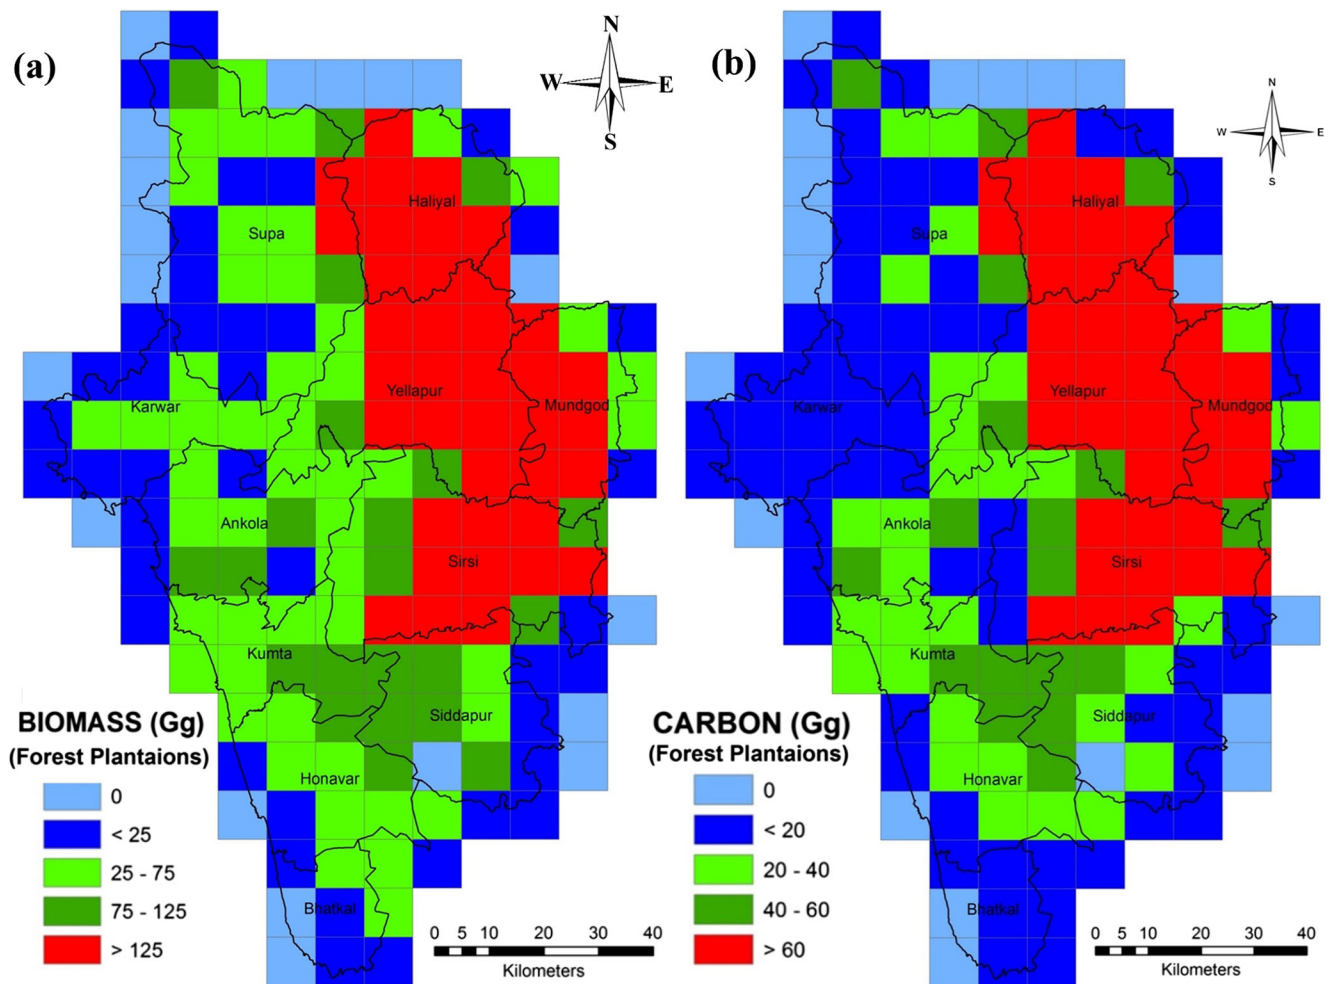 (a)
N
W E
S
Haliyal
Supa
Yellapur
Karwar
Mundgod
Ankola
Sirsi
Kumta
Siddapur
Honavar
Bhatkal
BIOMASS (Gg)
(Forest Plantaions)
0
< 25
25 - 75
75 - 125
> 125
0 5 10 20 30 40
Kilometers
(b)
N
W E
S
Haliyal
Supa
Yellapur
Karwar
Mundgod
Ankola
Sirsi
Kumta
Siddapur
Honavar
Bhatkal
CARBON (Gg)
(Forest Plantaions)
0
< 20
20 - 40
40 - 60
> 60
0 5 10 20 30 40
Kilometers